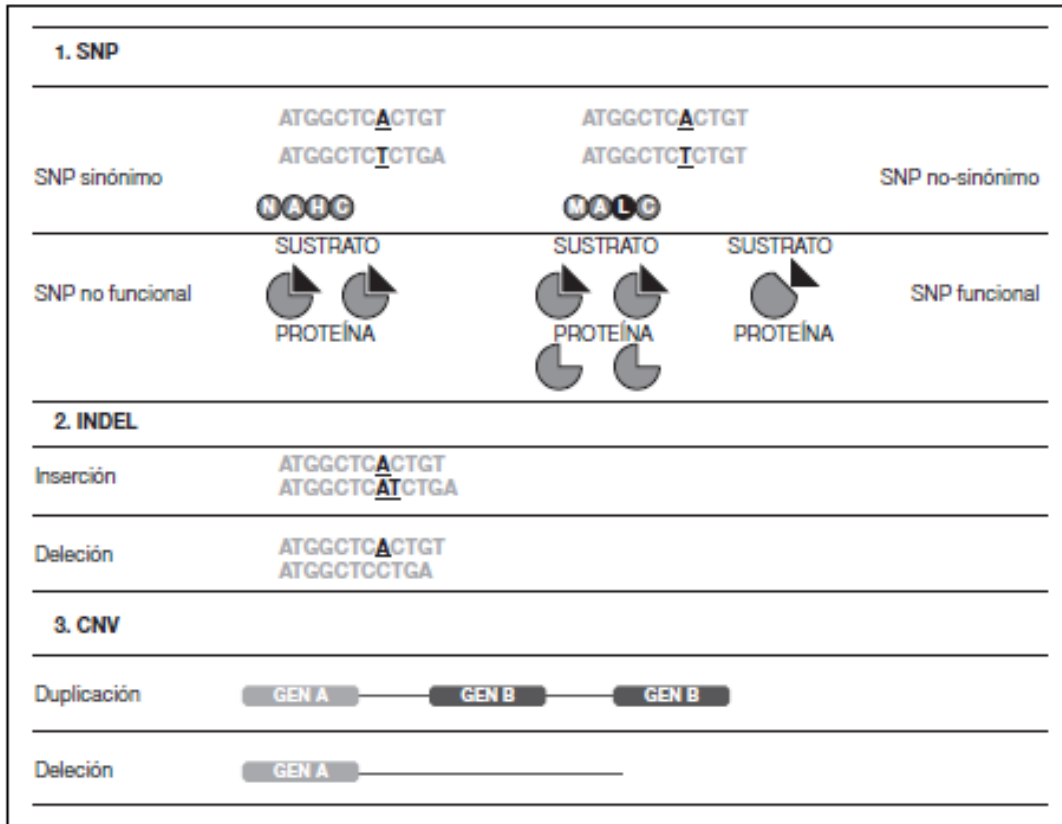 1. SNP
ATGGCTCACTGT ATGGCTCACTGT
ATGGCTCTCTGA ATGGCTCTCTGT
SNP sinónimo SNP no-sinónimo
NAHC MALC
SUSTRATO SUSTRATO SUSTRATO
SNP no funcional SNP funcional
PROTEÍNA PROTEÍNA PROTEÍNA
2. INDEL
Inserción ATGGCTCACTGT
ATGGCTCATCTGA
Deleción ATGGCTCACTGT
ATGGCTCCTGA
3. CNV
Duplicación GEN A GEN B GEN B
Deleción GEN A